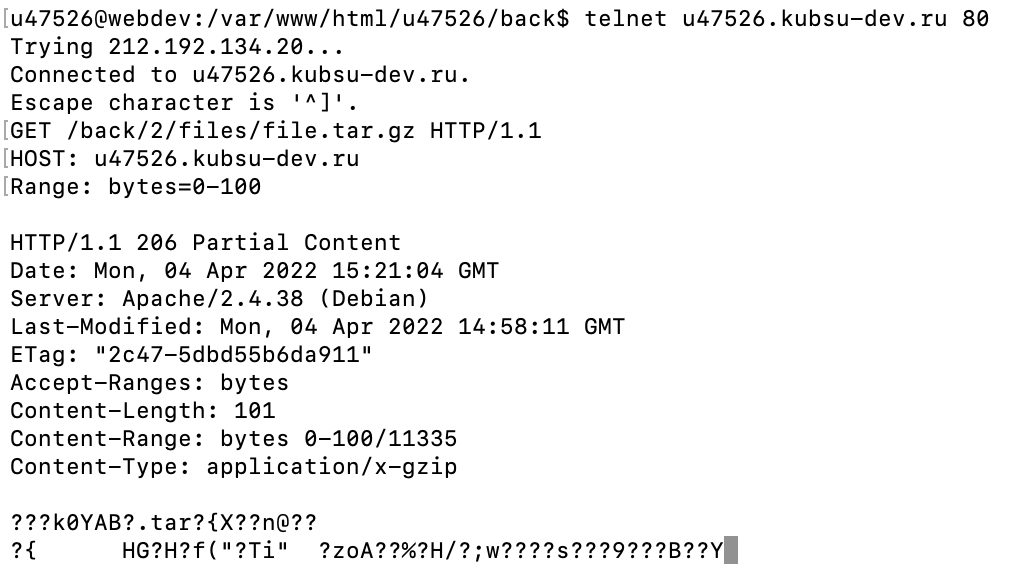 [u47526@webdev:/var/www/html/u47526/back$ telnet u47526.kubsu-dev.ru 80
Trying 212.192.134.20...
Connected to u47526.kubsu-dev.ru.
Escape character is '^]'.
[GET /back/2/files/file.tar.gz HTTP/1.1
[HOST: u47526.kubsu-dev.ru
[Range: bytes=0-100
HTTP/1.1 206 Partial Content
Date: Mon, 04 Apr 2022 15:21:04 GMT
Server: Apache/2.4.38 (Debian)
Last-Modified: Mon, 04 Apr 2022 14:58:11 GMT
ETag: "2c47-5dbd55b6da911"
Accept-Ranges: bytes
Content-Length: 101
Content-Range: bytes 0-100/11335
Content-Type: application/x-gzip
???k0YAB?.tar?{X??n@??
?{      HG?H?f("?Ti"  ?zoA??%?H/?;w????s???9???B??Y